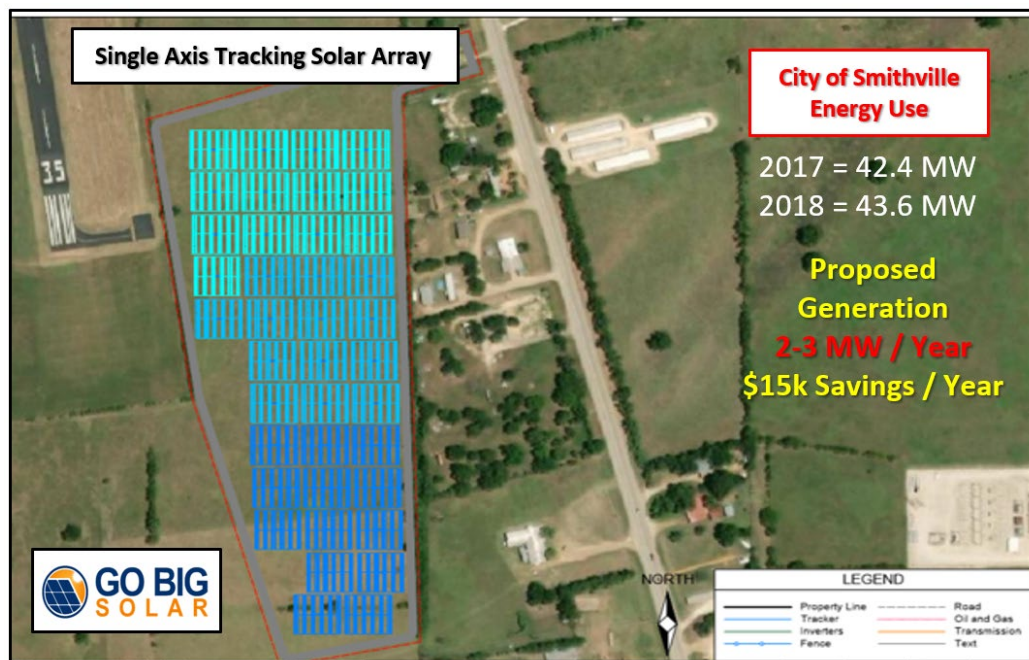 Single Axis Tracking Solar Array
City of Smithville
Energy Use
2017 = 42.4 MW
2018 = 43.6 MW
Proposed
Generation
2-3 MW / Year
$15k Savings / Year
35
GO BIG
SOLAR
NORTH
LEGEND
Property Line
Road
Tracker
Oil and Gas
Inverters
Transmission
Fence
Text